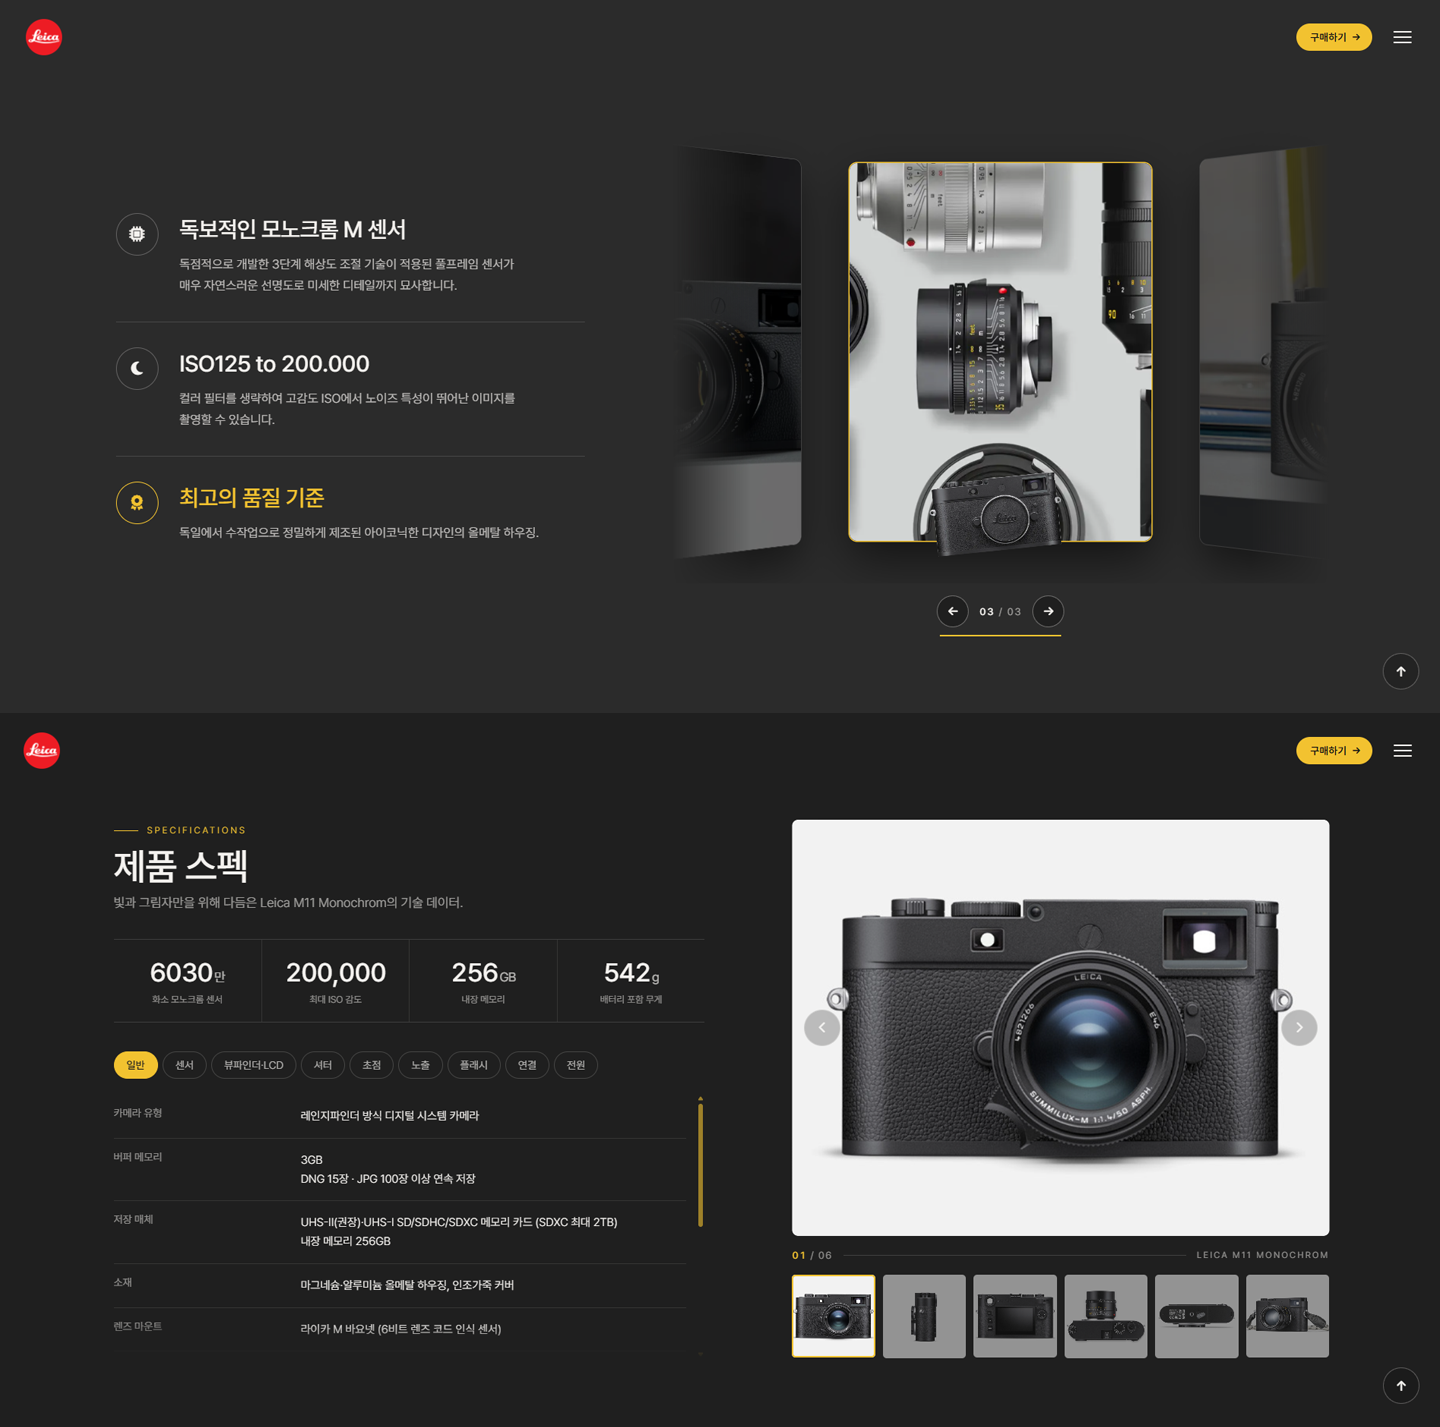 Leica
구매하기 →
독보적인 모노크롬 M 센서
독점적으로 개발한 3단계 해상도 조절 기술이 적용된 풀프레임 센서가
매우 자연스러운 선명도로 미세한 디테일까지 묘사합니다.
ISO125 to 200.000
컬러 필터를 생략하여 고감도 ISO에서 노이즈 특성이 뛰어난 이미지를
촬영할 수 있습니다.
최고의 품질 기준
독일에서 수작업으로 정밀하게 제조된 아이코닉한 디자인의 올메탈 하우징.
90
Leica
← 03 / 03 →
Leica
구매하기 →
SPECIFICATIONS
제품 스펙
빛과 그림자만을 위해 다듬은 Leica M11 Monochrom의 기술 데이터.
6030만
화소 모노크롬 센서
200,000
최대 ISO 감도
256GB
내장 메모리
542g
배터리 포함 무게
일반 센서 뷰파인더·LCD 셔터 초점 노출 플래시 연결 전원
카메라 유형
레인지파인더 방식 디지털 시스템 카메라
버퍼 메모리
3GB
DNG 15장 · JPG 100장 이상 연속 저장
저장 매체
UHS-II(권장)·UHS-I SD/SDHC/SDXC 메모리 카드 (SDXC 최대 2TB)
내장 메모리 256GB
소재
마그네슘·알루미늄 올메탈 하우징, 인조가죽 커버
렌즈 마운트
라이카 M 바요넷 (6비트 렌즈 코드 인식 센서)
LEICA
4821266
E46
SUMMILUX-M 1:1.4/50 ASPH.
01 / 06
LEICA M11 MONOCHROM